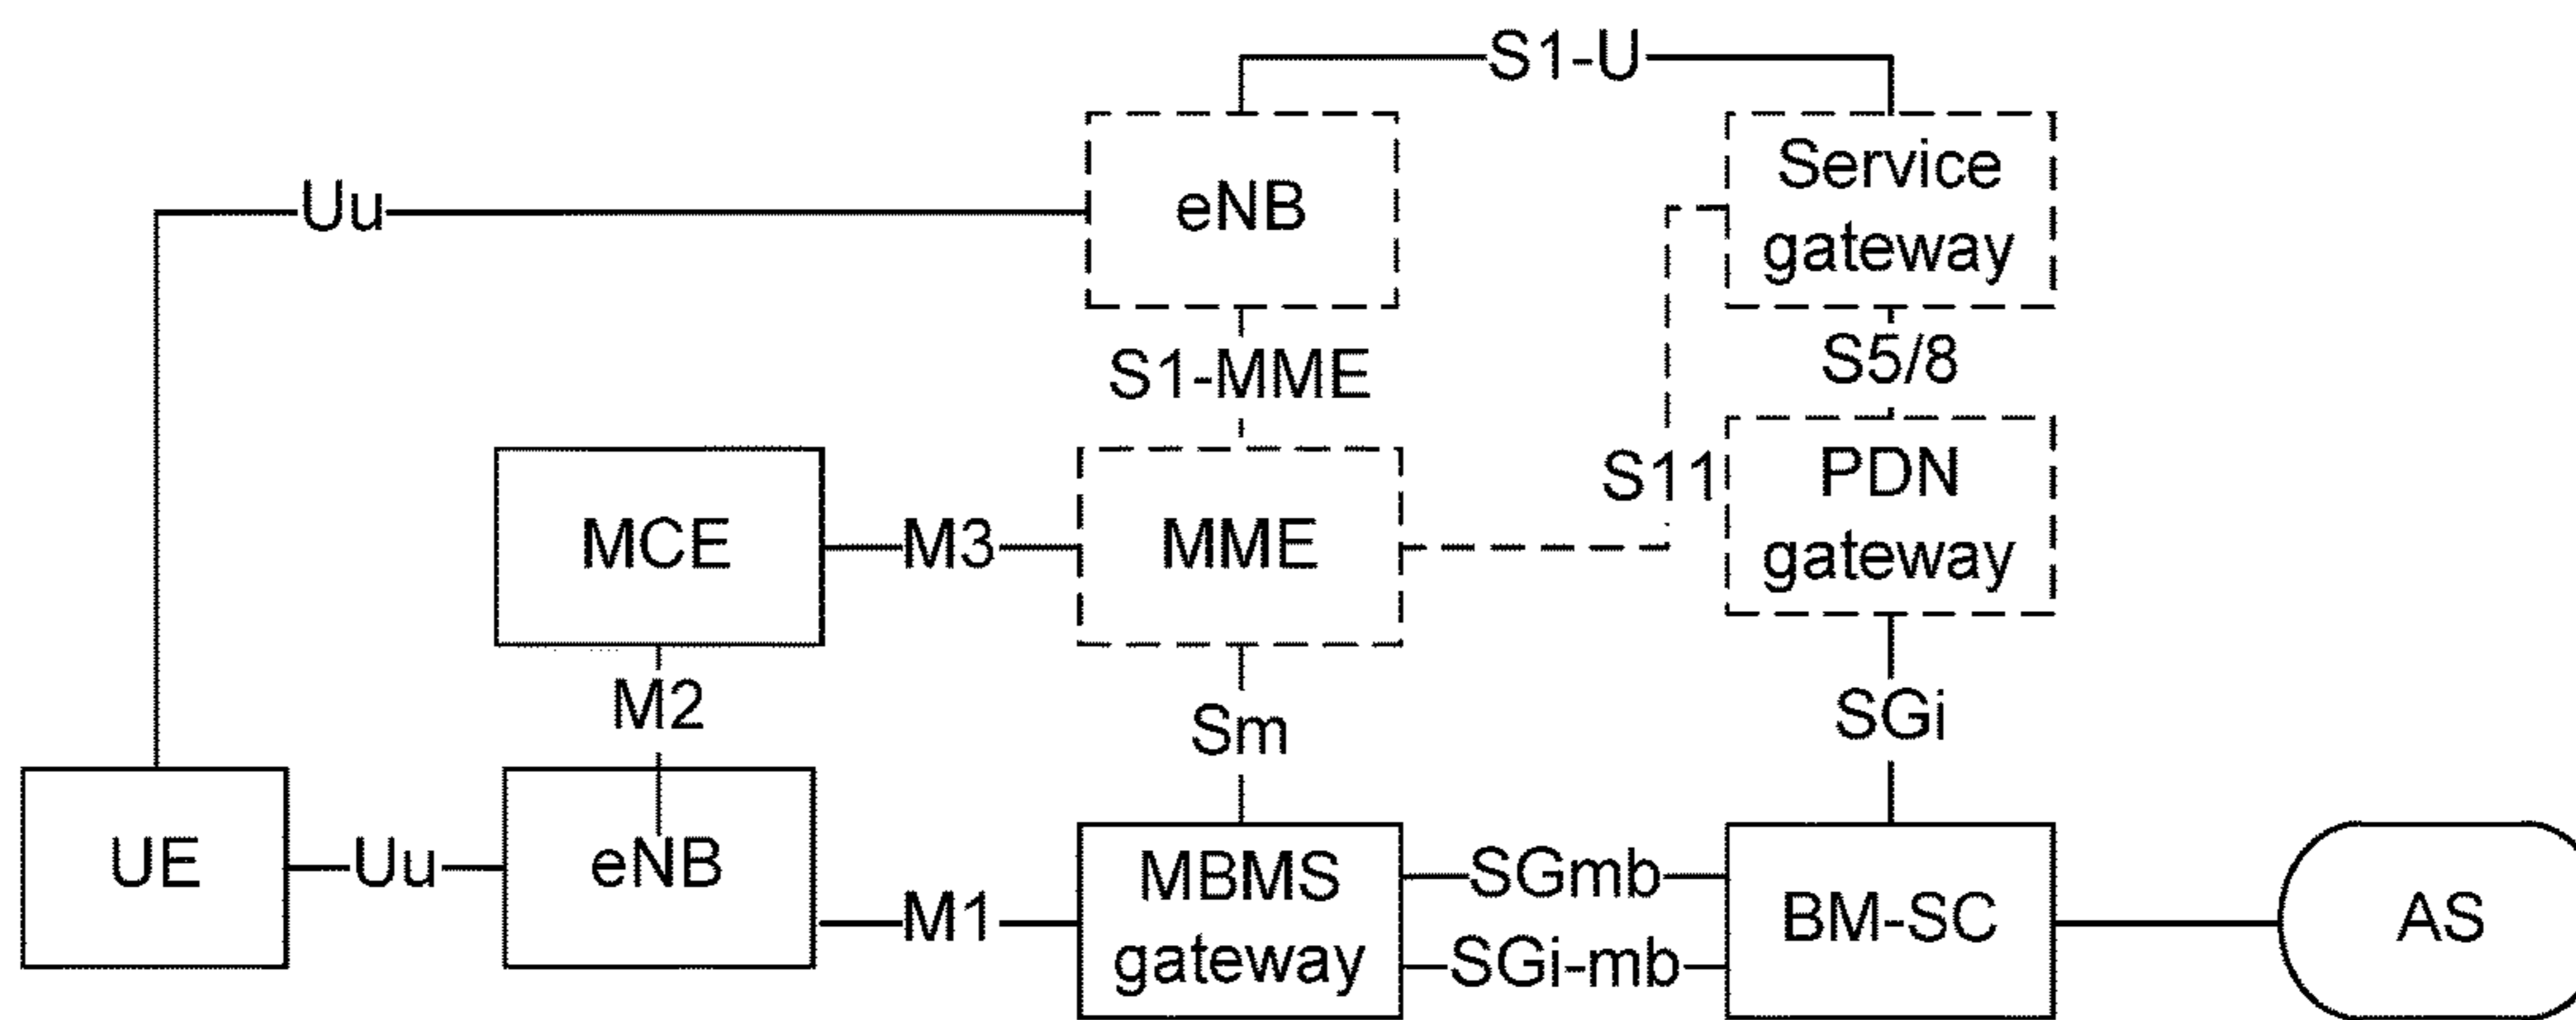 S1-U
Uu
eNB
Service
gateway
S1-MME
S5/8
MCE
M3
MME
S11
PDN
gateway
M2
Sm
SGi
UE
Uu
eNB
M1
MBMS
gateway
SGmb
SGi-mb
BM-SC
AS